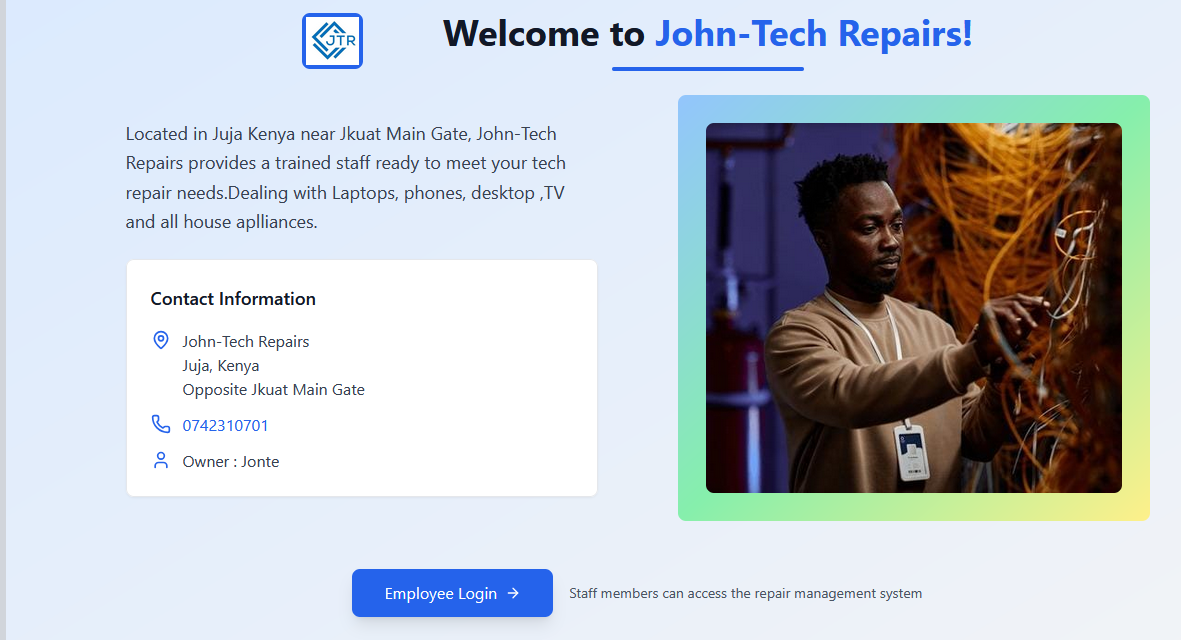 JTR
Welcome to John-Tech Repairs!
Located in Juja Kenya near Jkuat Main Gate, John-Tech
Repairs provides a trained staff ready to meet your tech
repair needs.Dealing with Laptops, phones, desktop ,TV
and all house aplliances.
Contact Information
John-Tech Repairs
Juja, Kenya
Opposite Jkuat Main Gate
0742310701
Owner : Jonte
Employee Login →
Staff members can access the repair management system